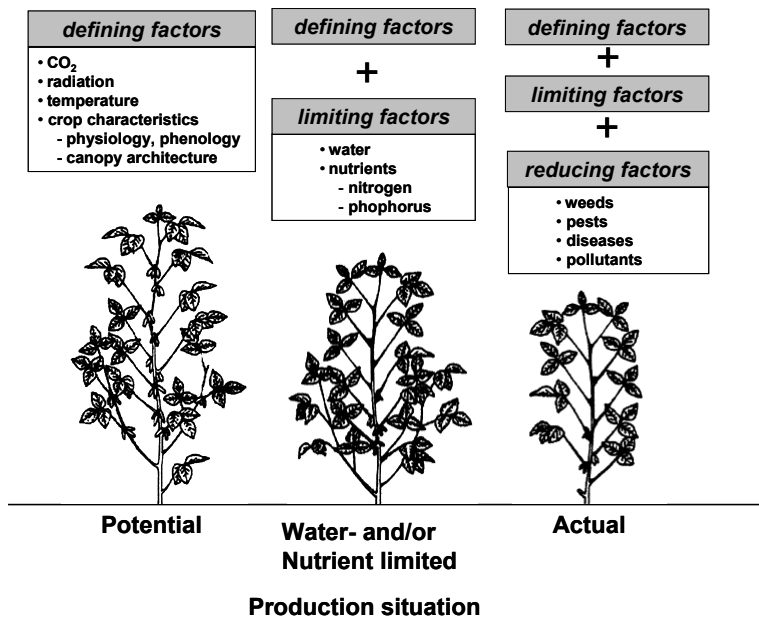 defining factors
• CO₂
• radiation
• temperature
• crop characteristics
- physiology, phenology
- canopy architecture
defining factors
+
limiting factors
• water
• nutrients
- nitrogen
- phophorus
defining factors
+
limiting factors
+
reducing factors
• weeds
• pests
• diseases
• pollutants
Potential
Water- and/or
Nutrient limited
Actual
Production situation